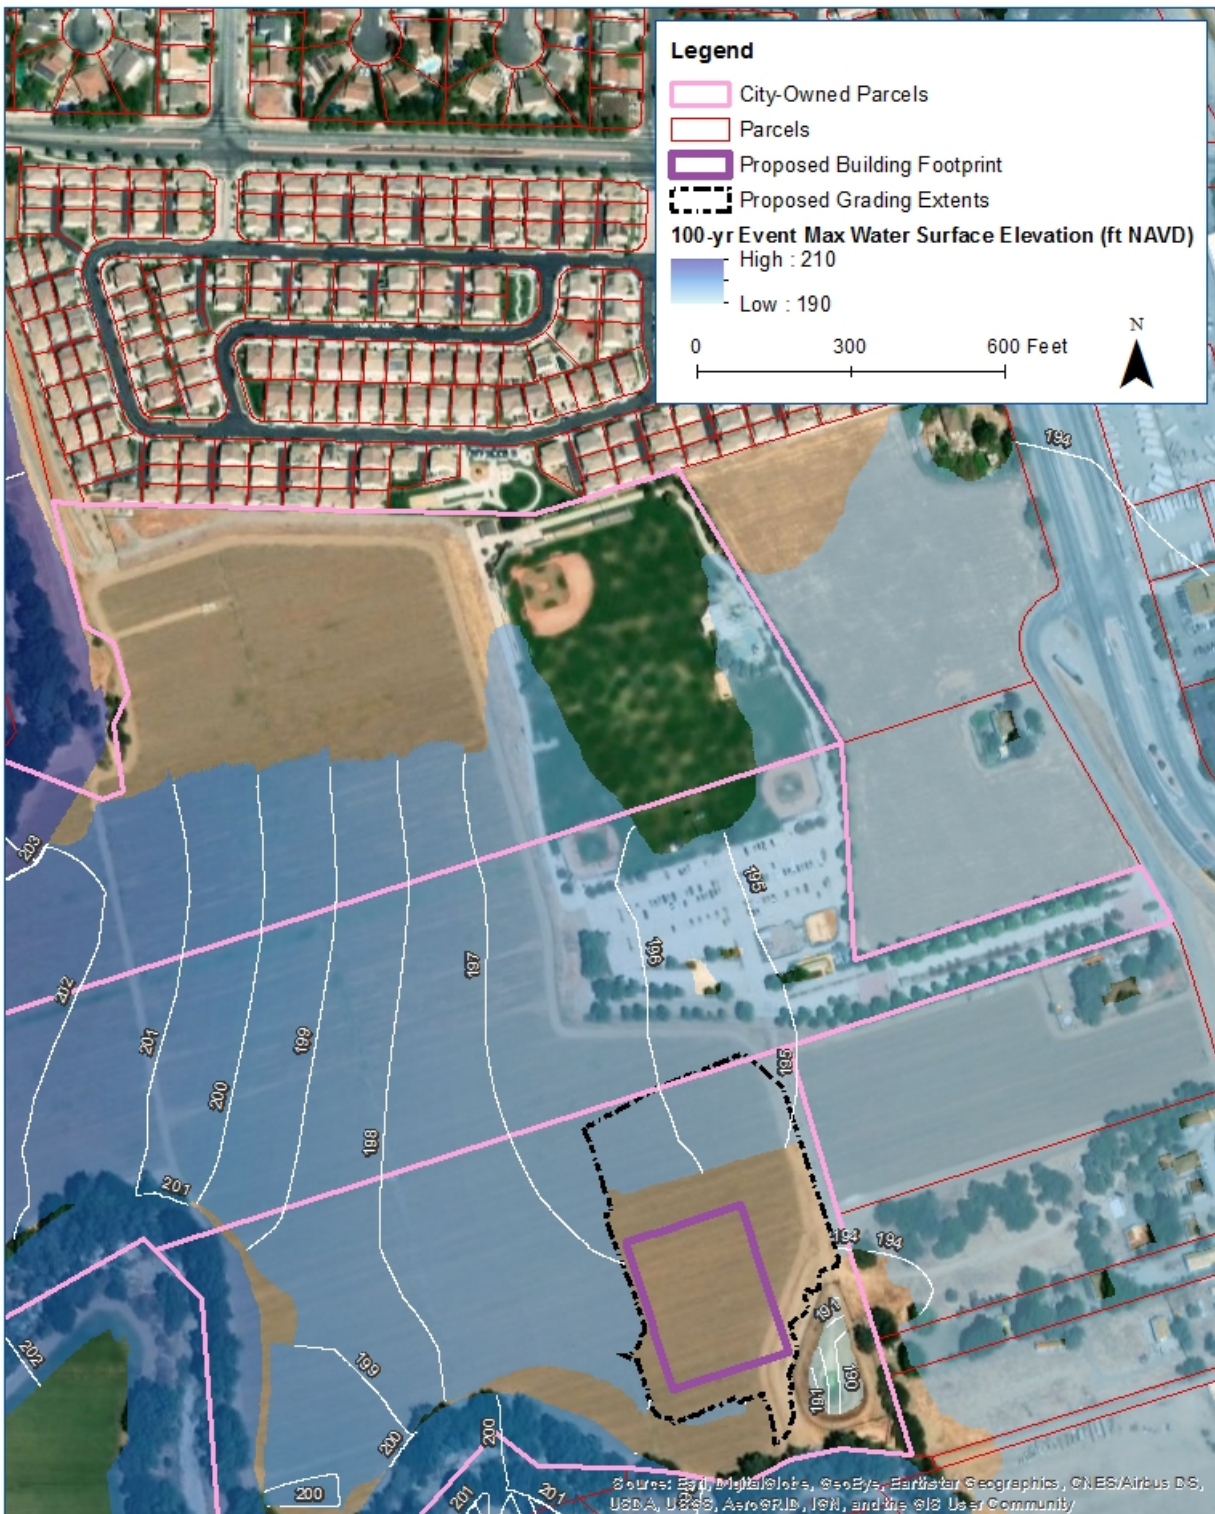 Legend
City-Owned Parcels
Parcels
Proposed Building Footprint
Proposed Grading Extents
100-yr Event Max Water Surface Elevation (ft NAVD)
High : 210
Low : 190
N
0 300 600 Feet
194
203
195
196
197
202
201
199
200
195
198
201
194 194
191
202
199
190
191
200
200
200
201
201
Source: Esri, DigitalGlobe, GeoEye, Earthstar Geographics, CNES/Airbus DS,
USDA, USGS, AeroGRID, IGN, and the GIS User Community